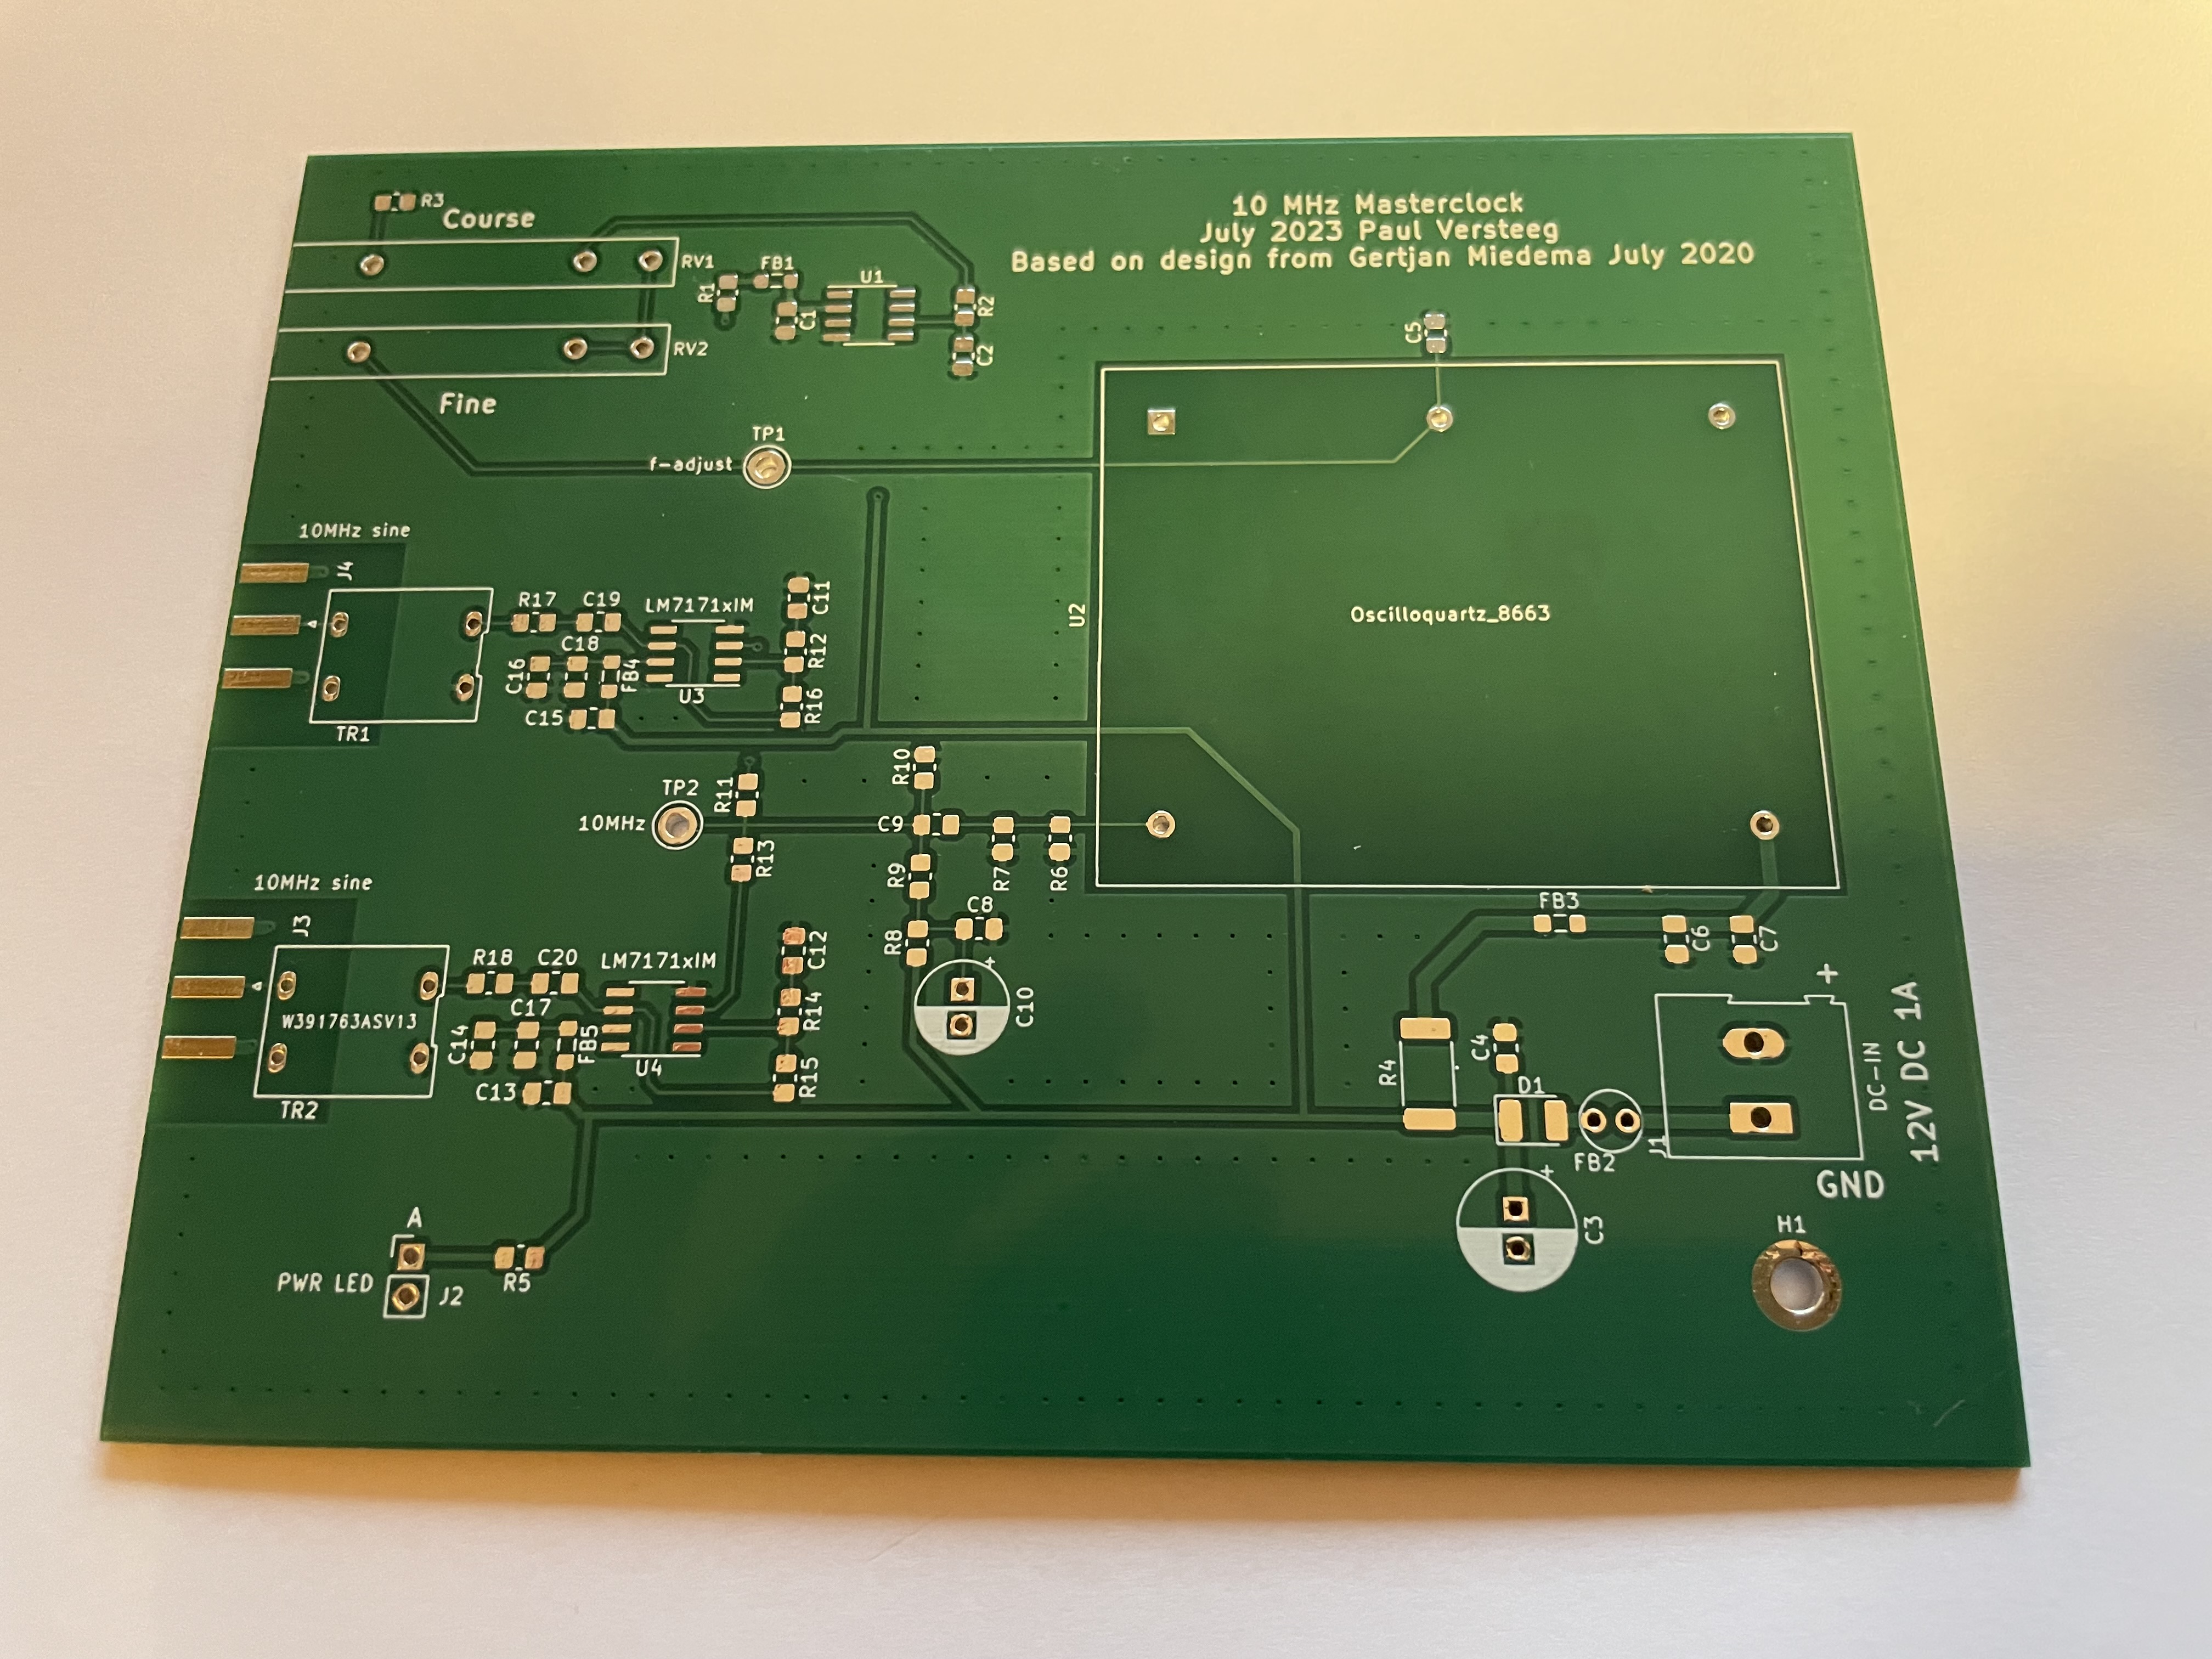 10 MHz Masterclock
July 2023 Paul Versteeg
Based on design from Gertjan Miedema July 2020
R3
Course
RV1
FB1
U1
R1
C1
R2
C2
RV2
Fine
C5
TP1
f-adjust
10MHz sine
J4
R17
C19
LM7171xIM
C11
C18
R12
C16
FB4
U3
R16
C15
TR1
U2
Oscilloquartz_8663
R10
R11
TP2
10MHz
C9
R13
R9
R7
R6
10MHz sine
J3
C8
R8
+
C10
FB3
C6
C7
R18
C20
LM7171xIM
C12
C17
W391763ASV13
R14
C14
FB5
U4
R15
C13
TR2
+
R4
C4
D1
FB2
J1
DC-IN
12V DC 1A
GND
+
C3
H1
A
PWR LED
J2
R5